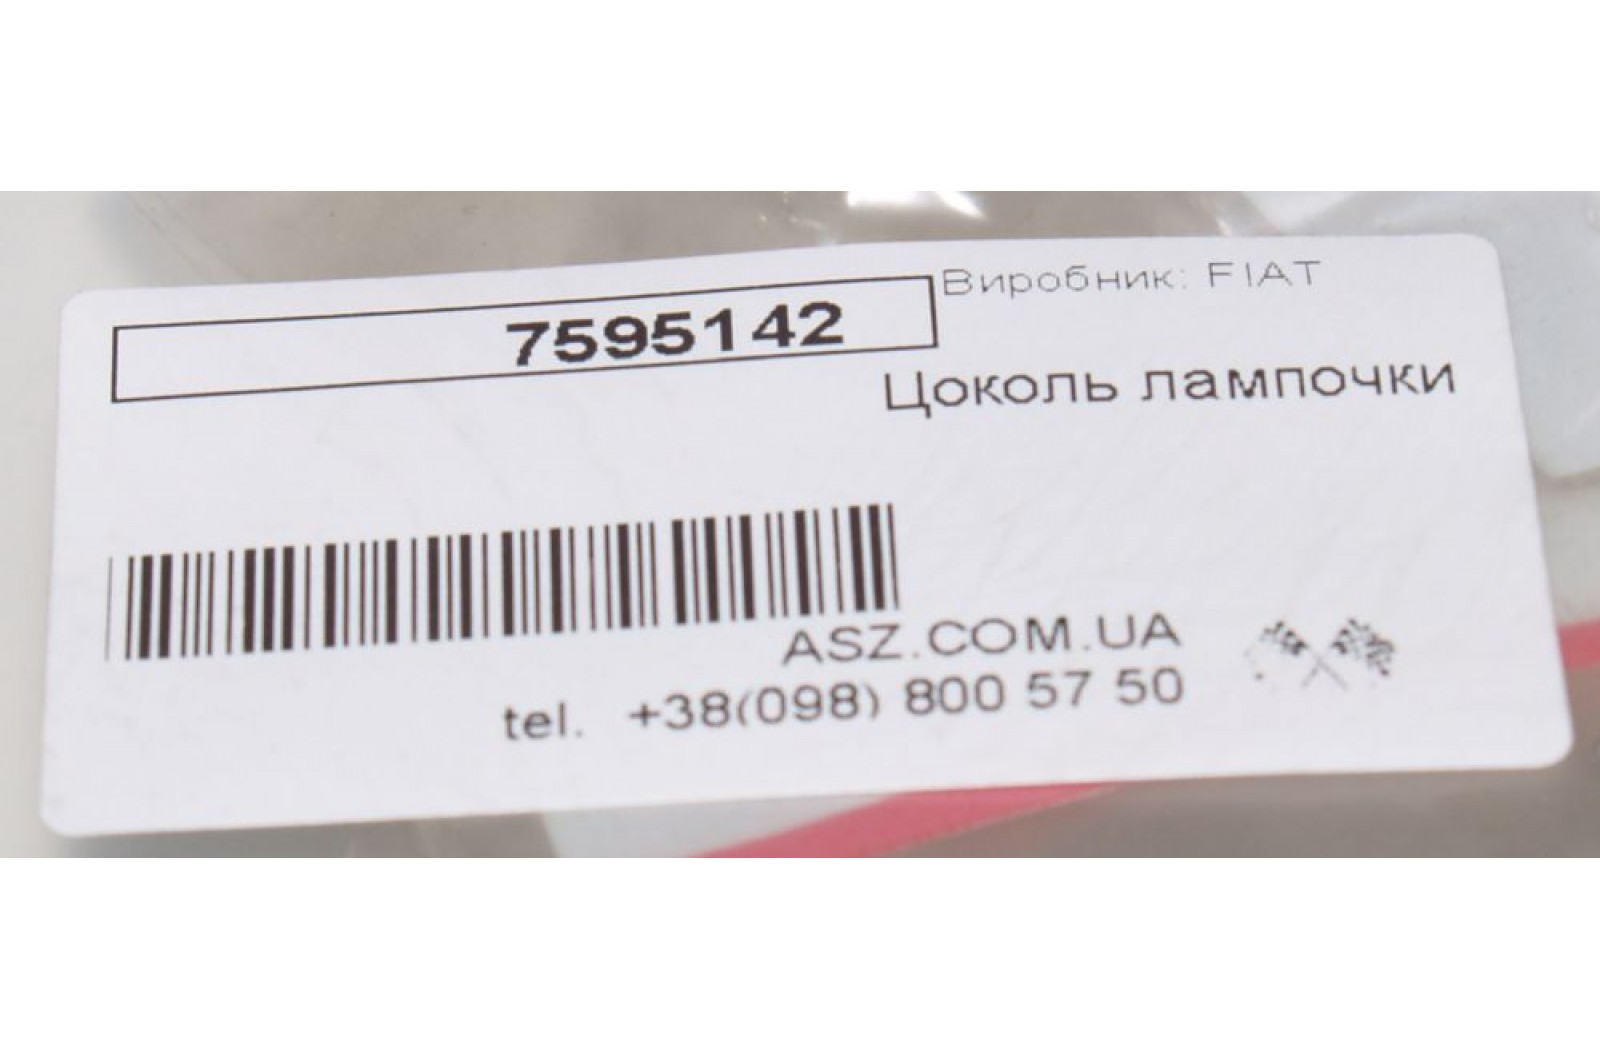 7595142
Виробник: FIAT
Цоколь лампочки
ASZ.COM.UA
tel. +38(098) 800 57 50